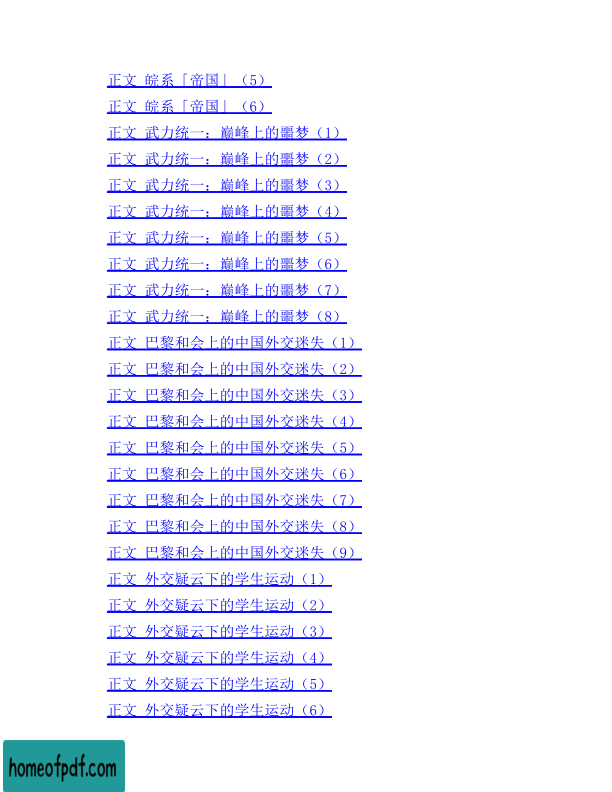 正文 皖系「帝国」（5）
正文 皖系「帝国」（6）
正文 武力统一：巅峰上的噩梦（1）
正文 武力统一：巅峰上的噩梦（2）
正文 武力统一：巅峰上的噩梦（3）
正文 武力统一：巅峰上的噩梦（4）
正文 武力统一：巅峰上的噩梦（5）
正文 武力统一：巅峰上的噩梦（6）
正文 武力统一：巅峰上的噩梦（7）
正文 武力统一：巅峰上的噩梦（8）
正文 巴黎和会上的中国外交迷失（1）
正文 巴黎和会上的中国外交迷失（2）
正文 巴黎和会上的中国外交迷失（3）
正文 巴黎和会上的中国外交迷失（4）
正文 巴黎和会上的中国外交迷失（5）
正文 巴黎和会上的中国外交迷失（6）
正文 巴黎和会上的中国外交迷失（7）
正文 巴黎和会上的中国外交迷失（8）
正文 巴黎和会上的中国外交迷失（9）
正文 外交疑云下的学生运动（1）
正文 外交疑云下的学生运动（2）
正文 外交疑云下的学生运动（3）
正文 外交疑云下的学生运动（4）
正文 外交疑云下的学生运动（5）
正文 外交疑云下的学生运动（6）
homeofpdf.com